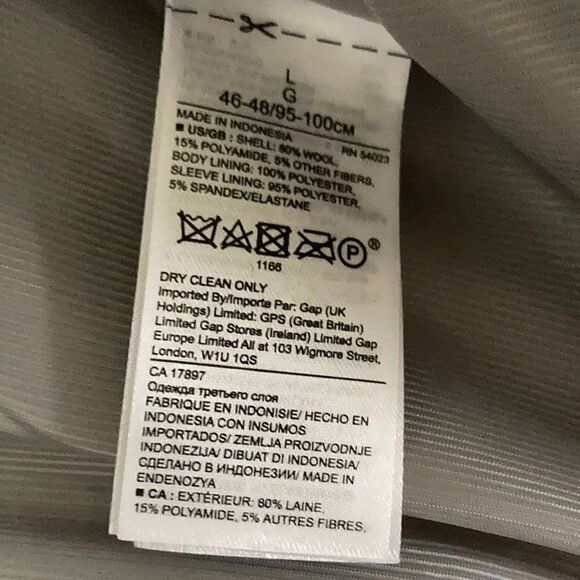 L
G
46-48/95-100CM
MADE IN INDONESIA RN 54023
■ US/GB : SHELL: 80% WOOL,
15% POLYAMIDE, 5% OTHER FIBERS,
BODY LINING: 100% POLYESTER,
SLEEVE LINING: 95% POLYESTER,
5% SPANDEX/ELASTANE
P®
1166
DRY CLEAN ONLY
Imported By/Importe Par: Gap (UK
Holdings) Limited: GPS (Great Britain)
Limited Gap Stores (Ireland) Limited Gap
Europe Limited All at 103 Wigmore Street,
London, W1U 1QS
CA 17897
Одежда третьего слоя
FABRIQUE EN INDONISIE/ HECHO EN
INDONESIA CON INSUMOS
IMPORTADOS/ ZEMLJA PROIZVODNJE
INDONEZIJA/ DIBUAT DI INDONESIA/
СДЕЛАНО В ИНДОНЕЗИИ/ MADE IN
ENDENOZYA
■ CA : EXTÉRIEUR: 80% LAINE,
15% POLYAMIDE, 5% AUTRES FIBRES,